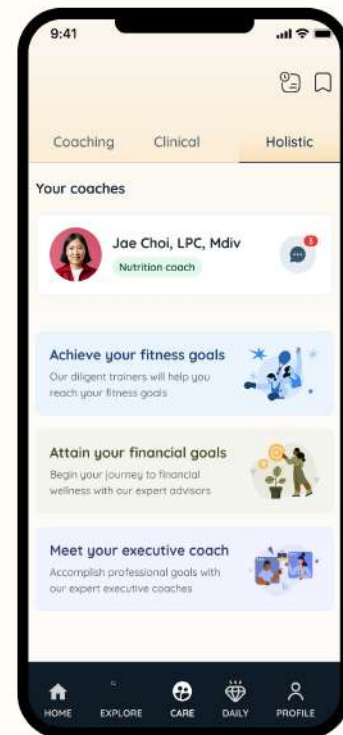 9:41
Coaching Clinical Holistic
Your coaches
Jae Choi, LPC, Mdiv
Nutrition coach
Achieve your fitness goals
Our diligent trainers will help you
reach your fitness goals
Attain your financial goals
Begin your journey to financial
wellness with our expert advisors
Meet your executive coach
Accomplish professional goals with
our expert executive coaches
HOME EXPLORE CARE DAILY PROFILE